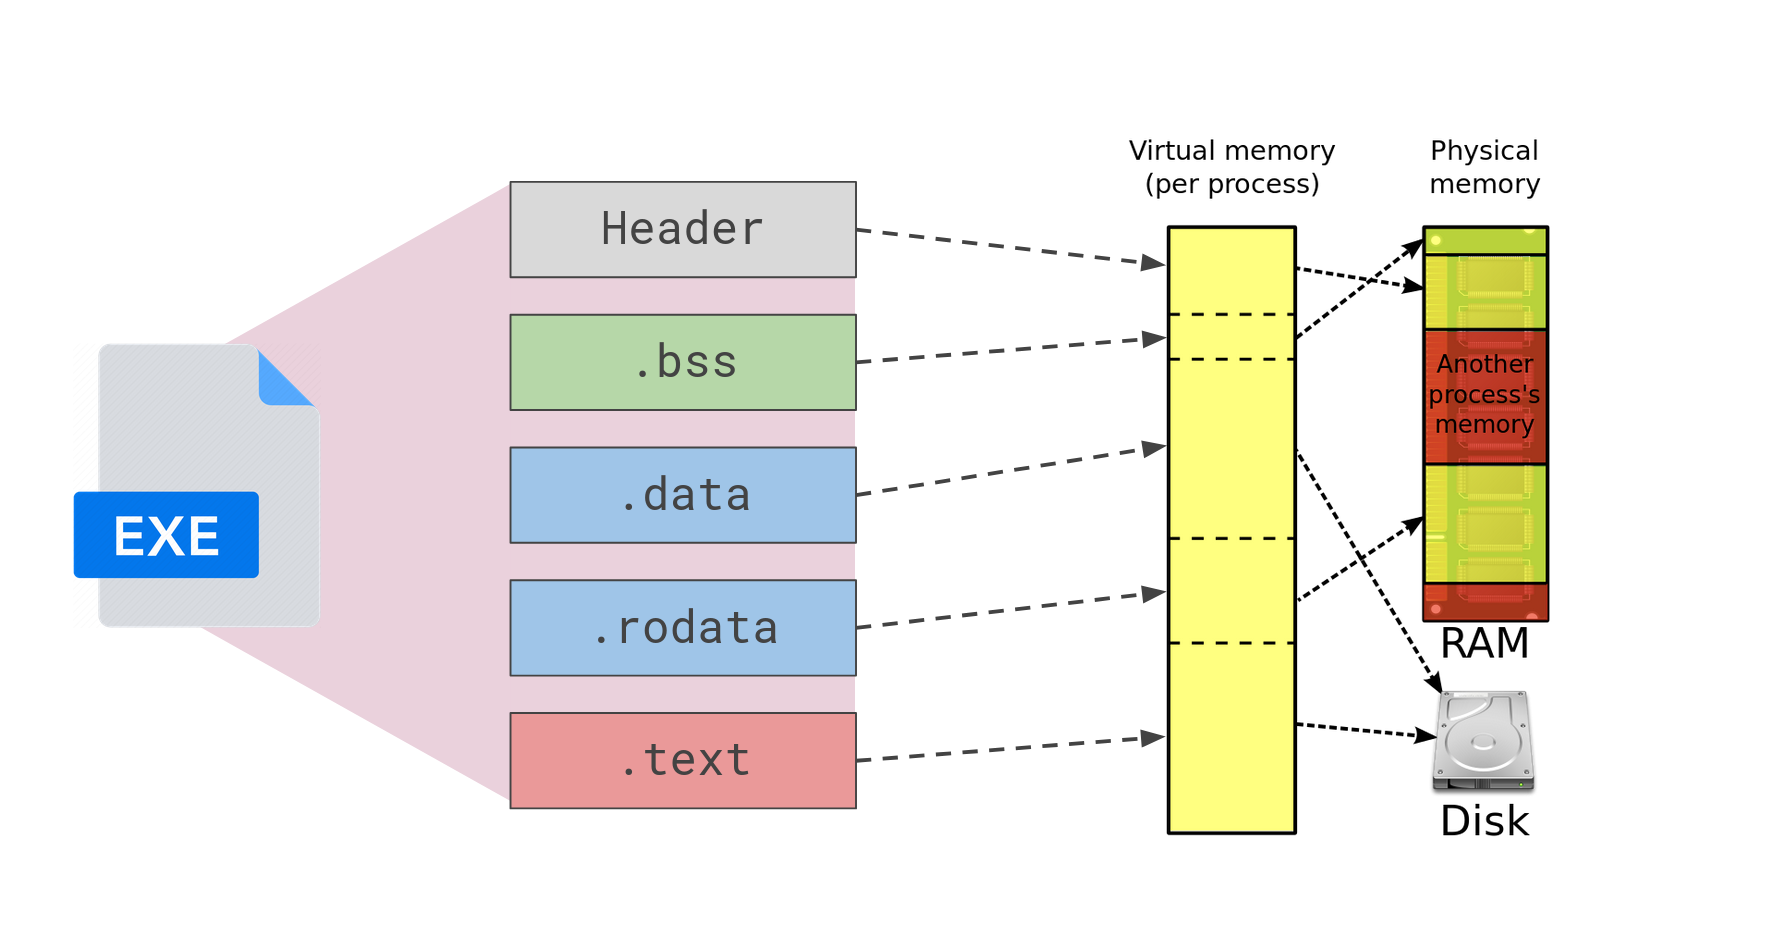 Virtual memory
(per process)
Physical
memory
Header
.bss
.data
.rodata
.text
EXE
Another
process's
memory
RAM
Disk